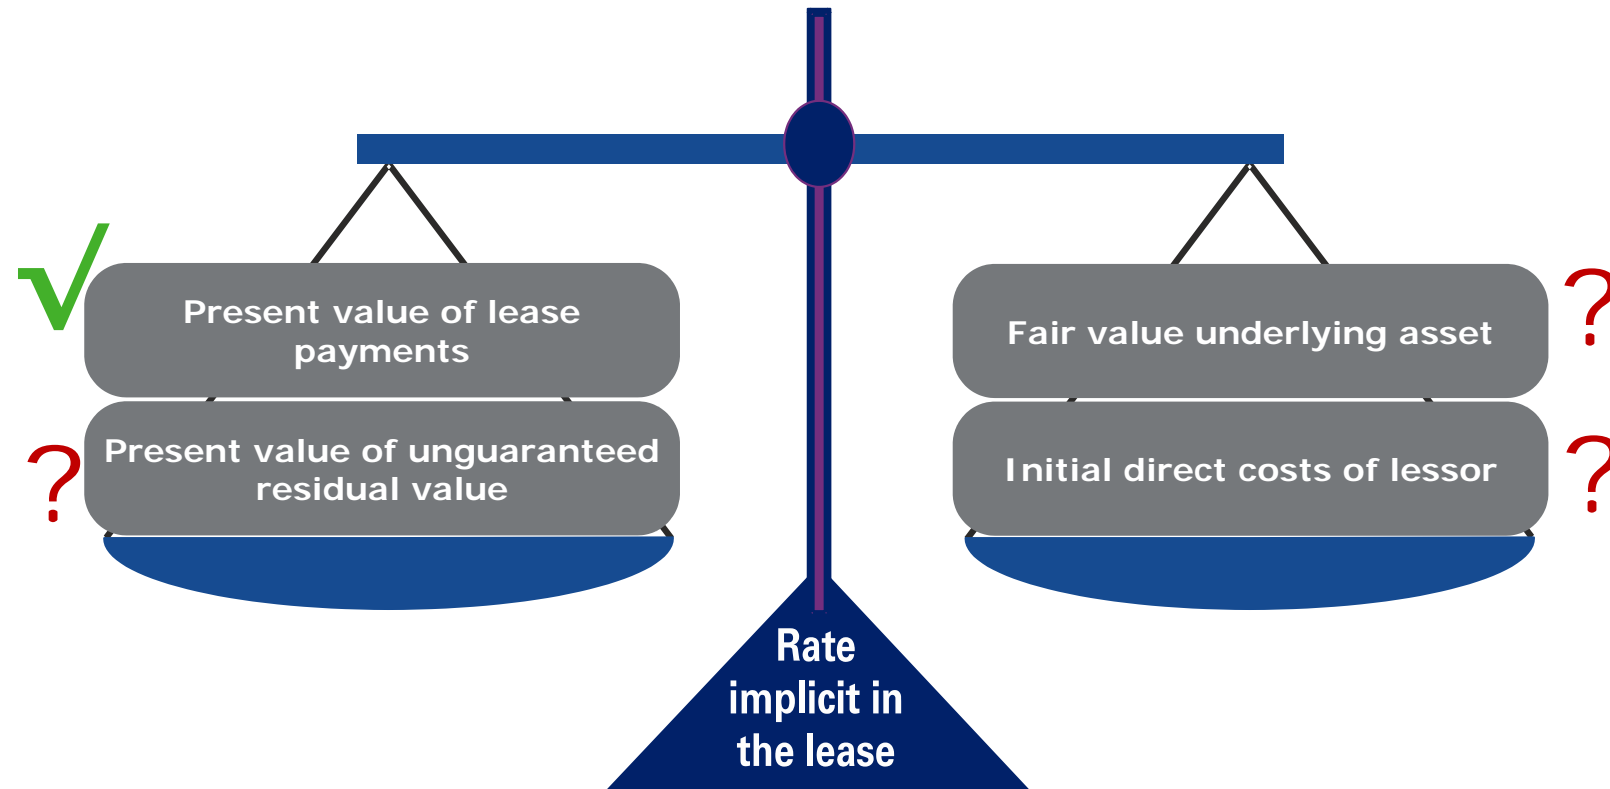 √
Present value of lease
payments
?
Present value of unguaranteed
residual value
Fair value underlying asset
?
Initial direct costs of lessor
?
Rate
implicit in
the lease